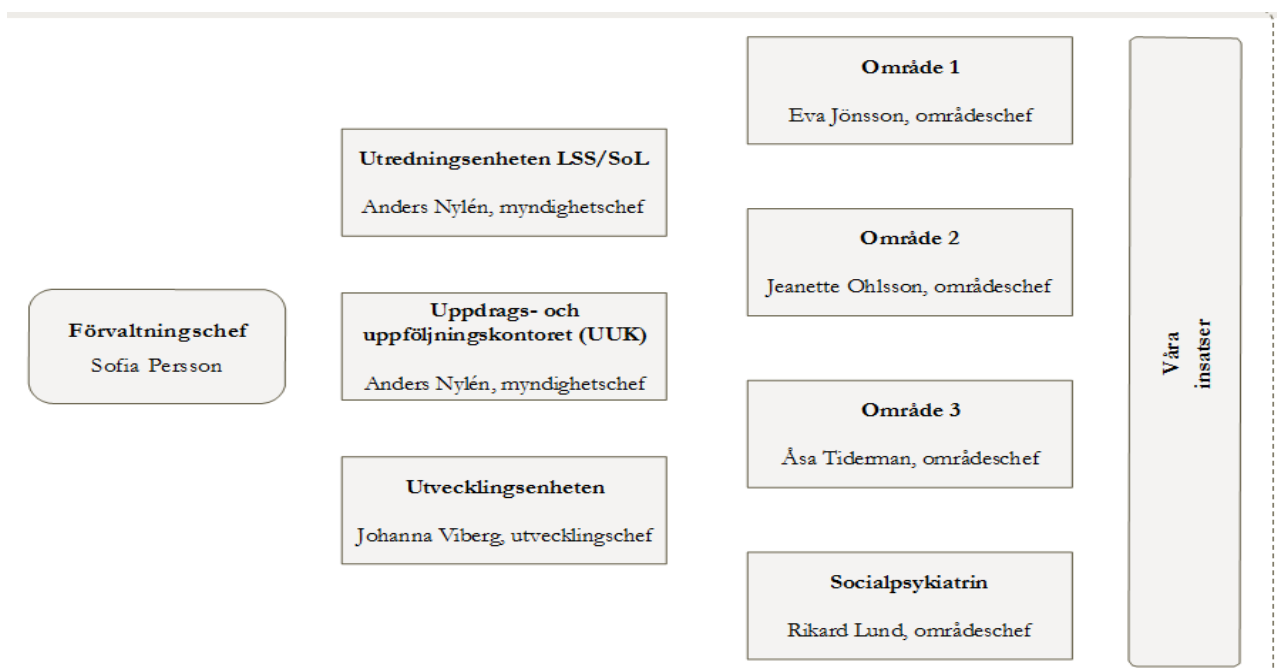 Förvaltningschef
Sofia Persson
Utredningsenheten LSS/SoL
Anders Nylén, myndighetschef
Uppdrags- och
uppföljningskontoret (UUK)
Anders Nylén, myndighetschef
Utvecklingsenheten
Johanna Viberg, utvecklingschef
Område 1
Eva Jönsson, områdeschef
Område 2
Jeanette Ohlsson, områdeschef
Område 3
Åsa Tiderman, områdeschef
Socialpsykiatrin
Rikard Lund, områdeschef
Våra
insatser